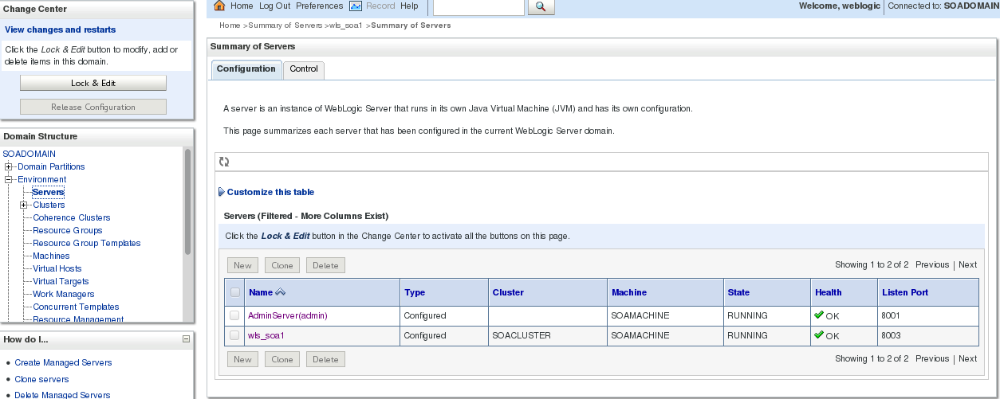 Change Center
View changes and restarts
Click the Lock & Edit button to modify, add or
delete items in this domain.
Lock & Edit
Release Configuration
Domain Structure
SOADOMAIN
Domain Partitions
Environment
Servers
Clusters
Coherence Clusters
Resource Groups
Resource Group Templates
Machines
Virtual Hosts
Virtual Targets
Work Managers
Concurrent Templates
Resource Management
How do I...
Create Managed Servers
Clone servers
Delete Managed Servers
Home Log Out Preferences Record Help
Welcome, weblogic Connected to: SOADOMAIN
Home >Summary of Servers >wls_soa1 >Summary of Servers
Summary of Servers
Configuration Control
A server is an instance of WebLogic Server that runs in its own Java Virtual Machine (JVM) and has its own configuration.
This page summarizes each server that has been configured in the current WebLogic Server domain.
Customize this table
Servers (Filtered - More Columns Exist)
Click the Lock & Edit button in the Change Center to activate all the buttons on this page.
New Clone Delete Showing 1 to 2 of 2 Previous | Next
Name Type Cluster Machine State Health Listen Port
AdminServer(admin) Configured SOAMACHINE RUNNING OK 8001
wls_soa1 Configured SOACLUSTER SOAMACHINE RUNNING OK 8003
New Clone Delete Showing 1 to 2 of 2 Previous | Next